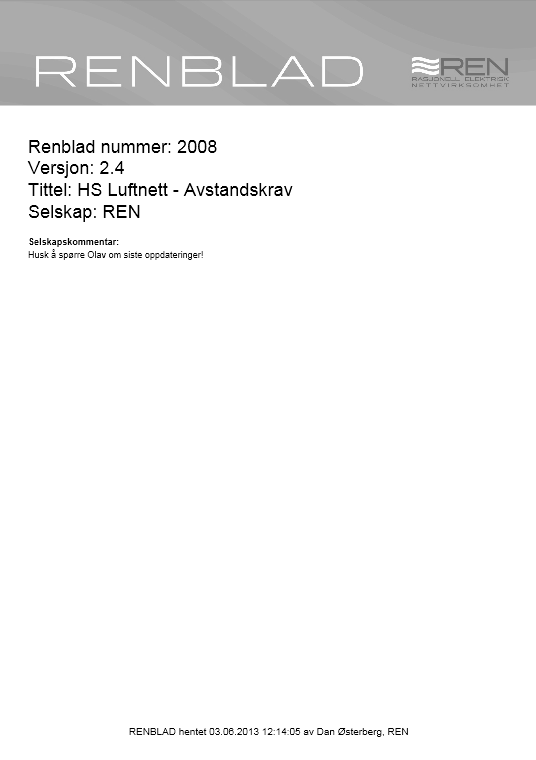 RENBLAD
REN
RASJONELL ELEKTRISK
NETTVIRKSOMHET
Renblad nummer: 2008
Versjon: 2.4
Tittel: HS Luftnett - Avstandskrav
Selskap: REN
Selskapskommentar:
Husk å spørre Olav om siste oppdateringer!
RENBLAD hentet 03.06.2013 12:14:05 av Dan Østerberg, REN